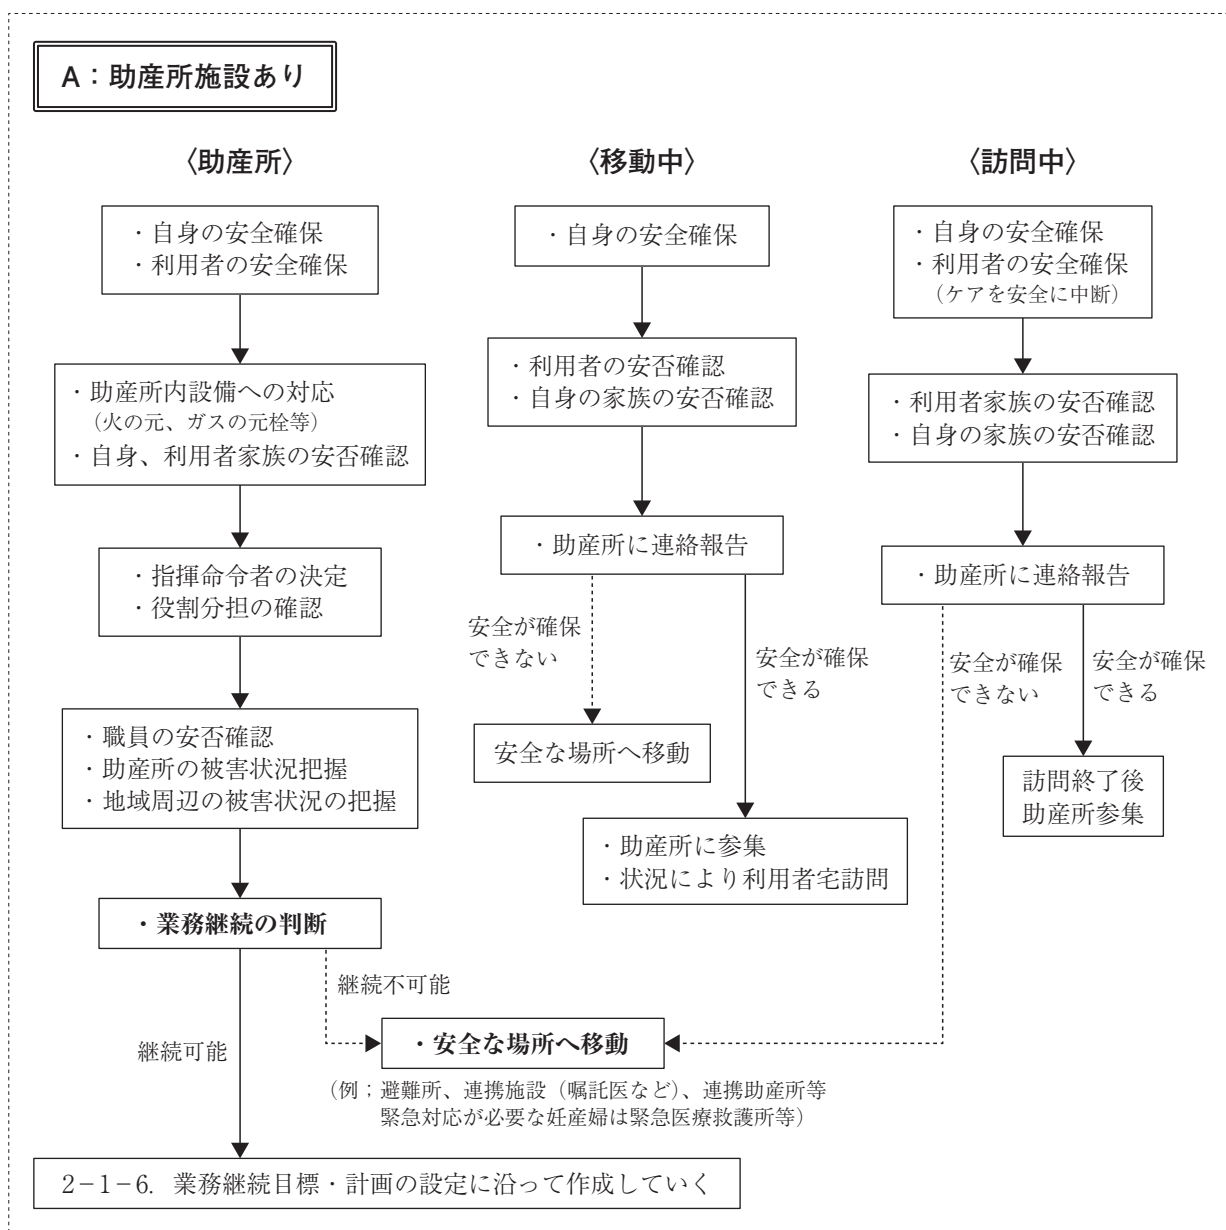 A：助産所施設あり
〈助産所〉
・自身の安全確保
・利用者の安全確保
・助産所内設備への対応
（火の元、ガスの元栓等）
・自身、利用者家族の安否確認
・指揮命令者の決定
・役割分担の確認
・職員の安否確認
・助産所の被害状況把握
・地域周辺の被害状況の把握
・業務継続の判断
継続不可能
継続可能
〈移動中〉
・自身の安全確保
・利用者の安否確認
・自身の家族の安否確認
・助産所に連絡報告
安全が確保
できない
安全が確保
できる
安全な場所へ移動
・助産所に参集
・状況により利用者宅訪問
〈訪問中〉
・自身の安全確保
・利用者の安全確保
（ケアを安全に中断）
・利用者家族の安否確認
・自身の家族の安否確認
・助産所に連絡報告
安全が確保
できない
安全が確保
できる
訪問終了後
助産所参集
・安全な場所へ移動
（例；避難所、連携施設（嘱託医など）、連携助産所等
緊急対応が必要な妊産婦は緊急医療救護所等）
2−1−6. 業務継続目標・計画の設定に沿って作成していく